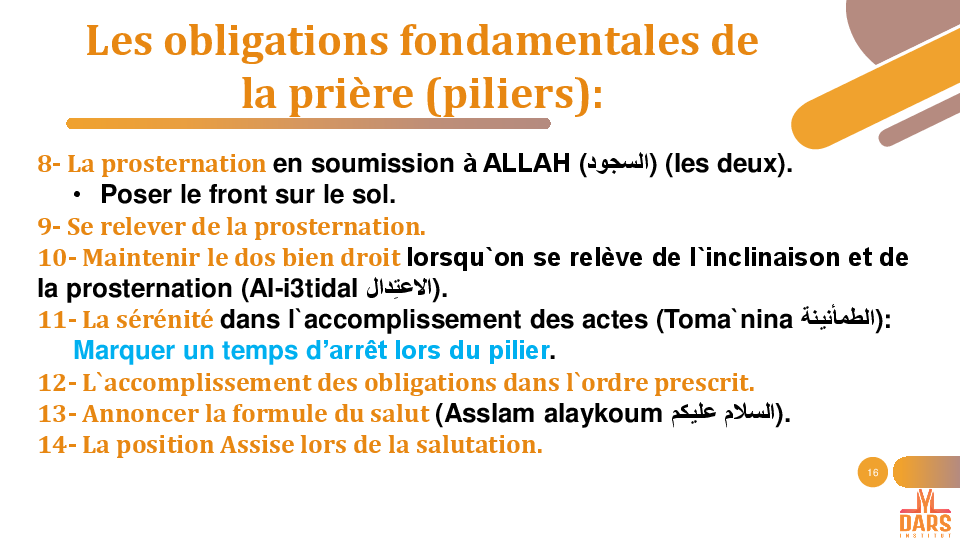 Les obligations fondamentales de
la prière (piliers):
8- La prosternation en soumission à ALLAH (السجود) (les deux).
• Poser le front sur le sol.
9- Se relever de la prosternation.
10- Maintenir le dos bien droit lorsqu`on se relève de l`inclinaison et de
la prosternation (Al-i3tidal الاعتِدال).
11- La sérénité dans l`accomplissement des actes (Toma`nina الطمأنينة):
Marquer un temps d’arrêt lors du pilier.
12- L`accomplissement des obligations dans l`ordre prescrit.
13- Annoncer la formule du salut (Asslam alaykoum السلام عليكم).
14- La position Assise lors de la salutation.
16
DARS
INSTITUT